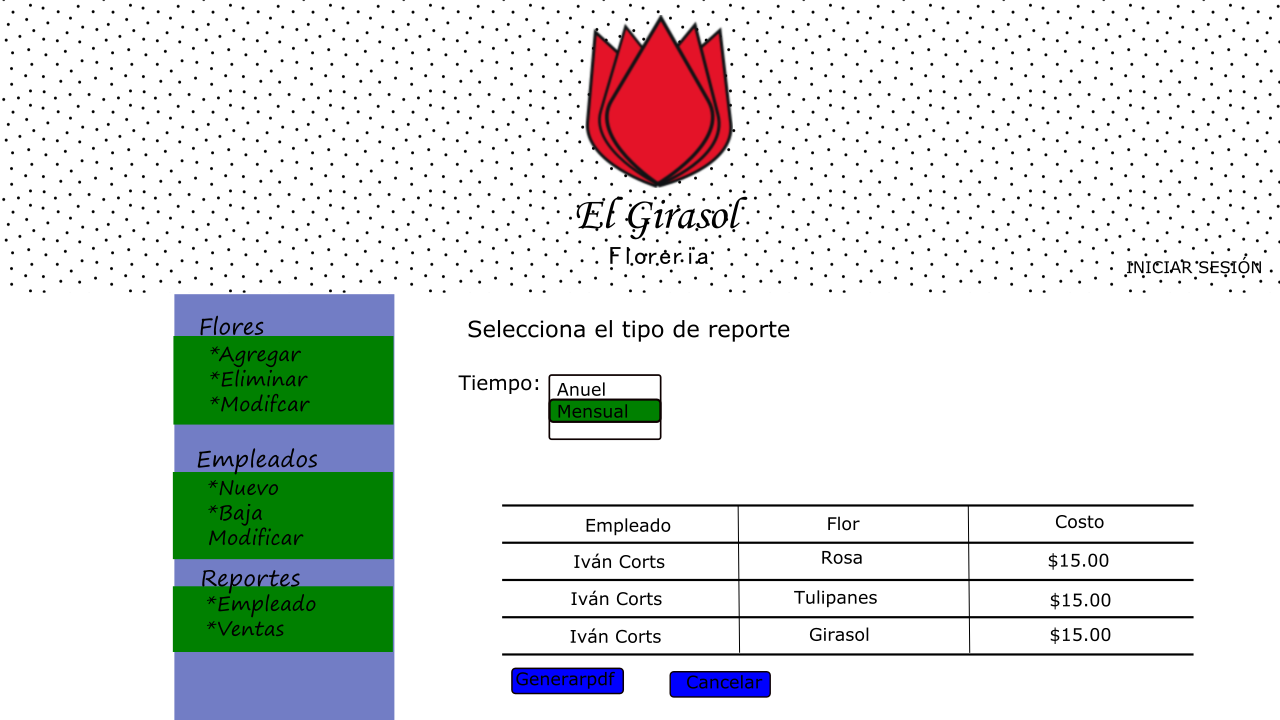 El Girasol
Florería
INICIAR SESIÓN
Flores
*Agregar
*Eliminar
*Modifcar
Empleados
*Nuevo
*Baja
Modificar
Reportes
*Empleado
*Ventas
Selecciona el tipo de reporte
Tiempo:
Anuel
Mensual
Empleado Flor Costo
Iván Corts Rosa $15.00
Iván Corts Tulipanes $15.00
Iván Corts Girasol $15.00
Generarpdf Cancelar